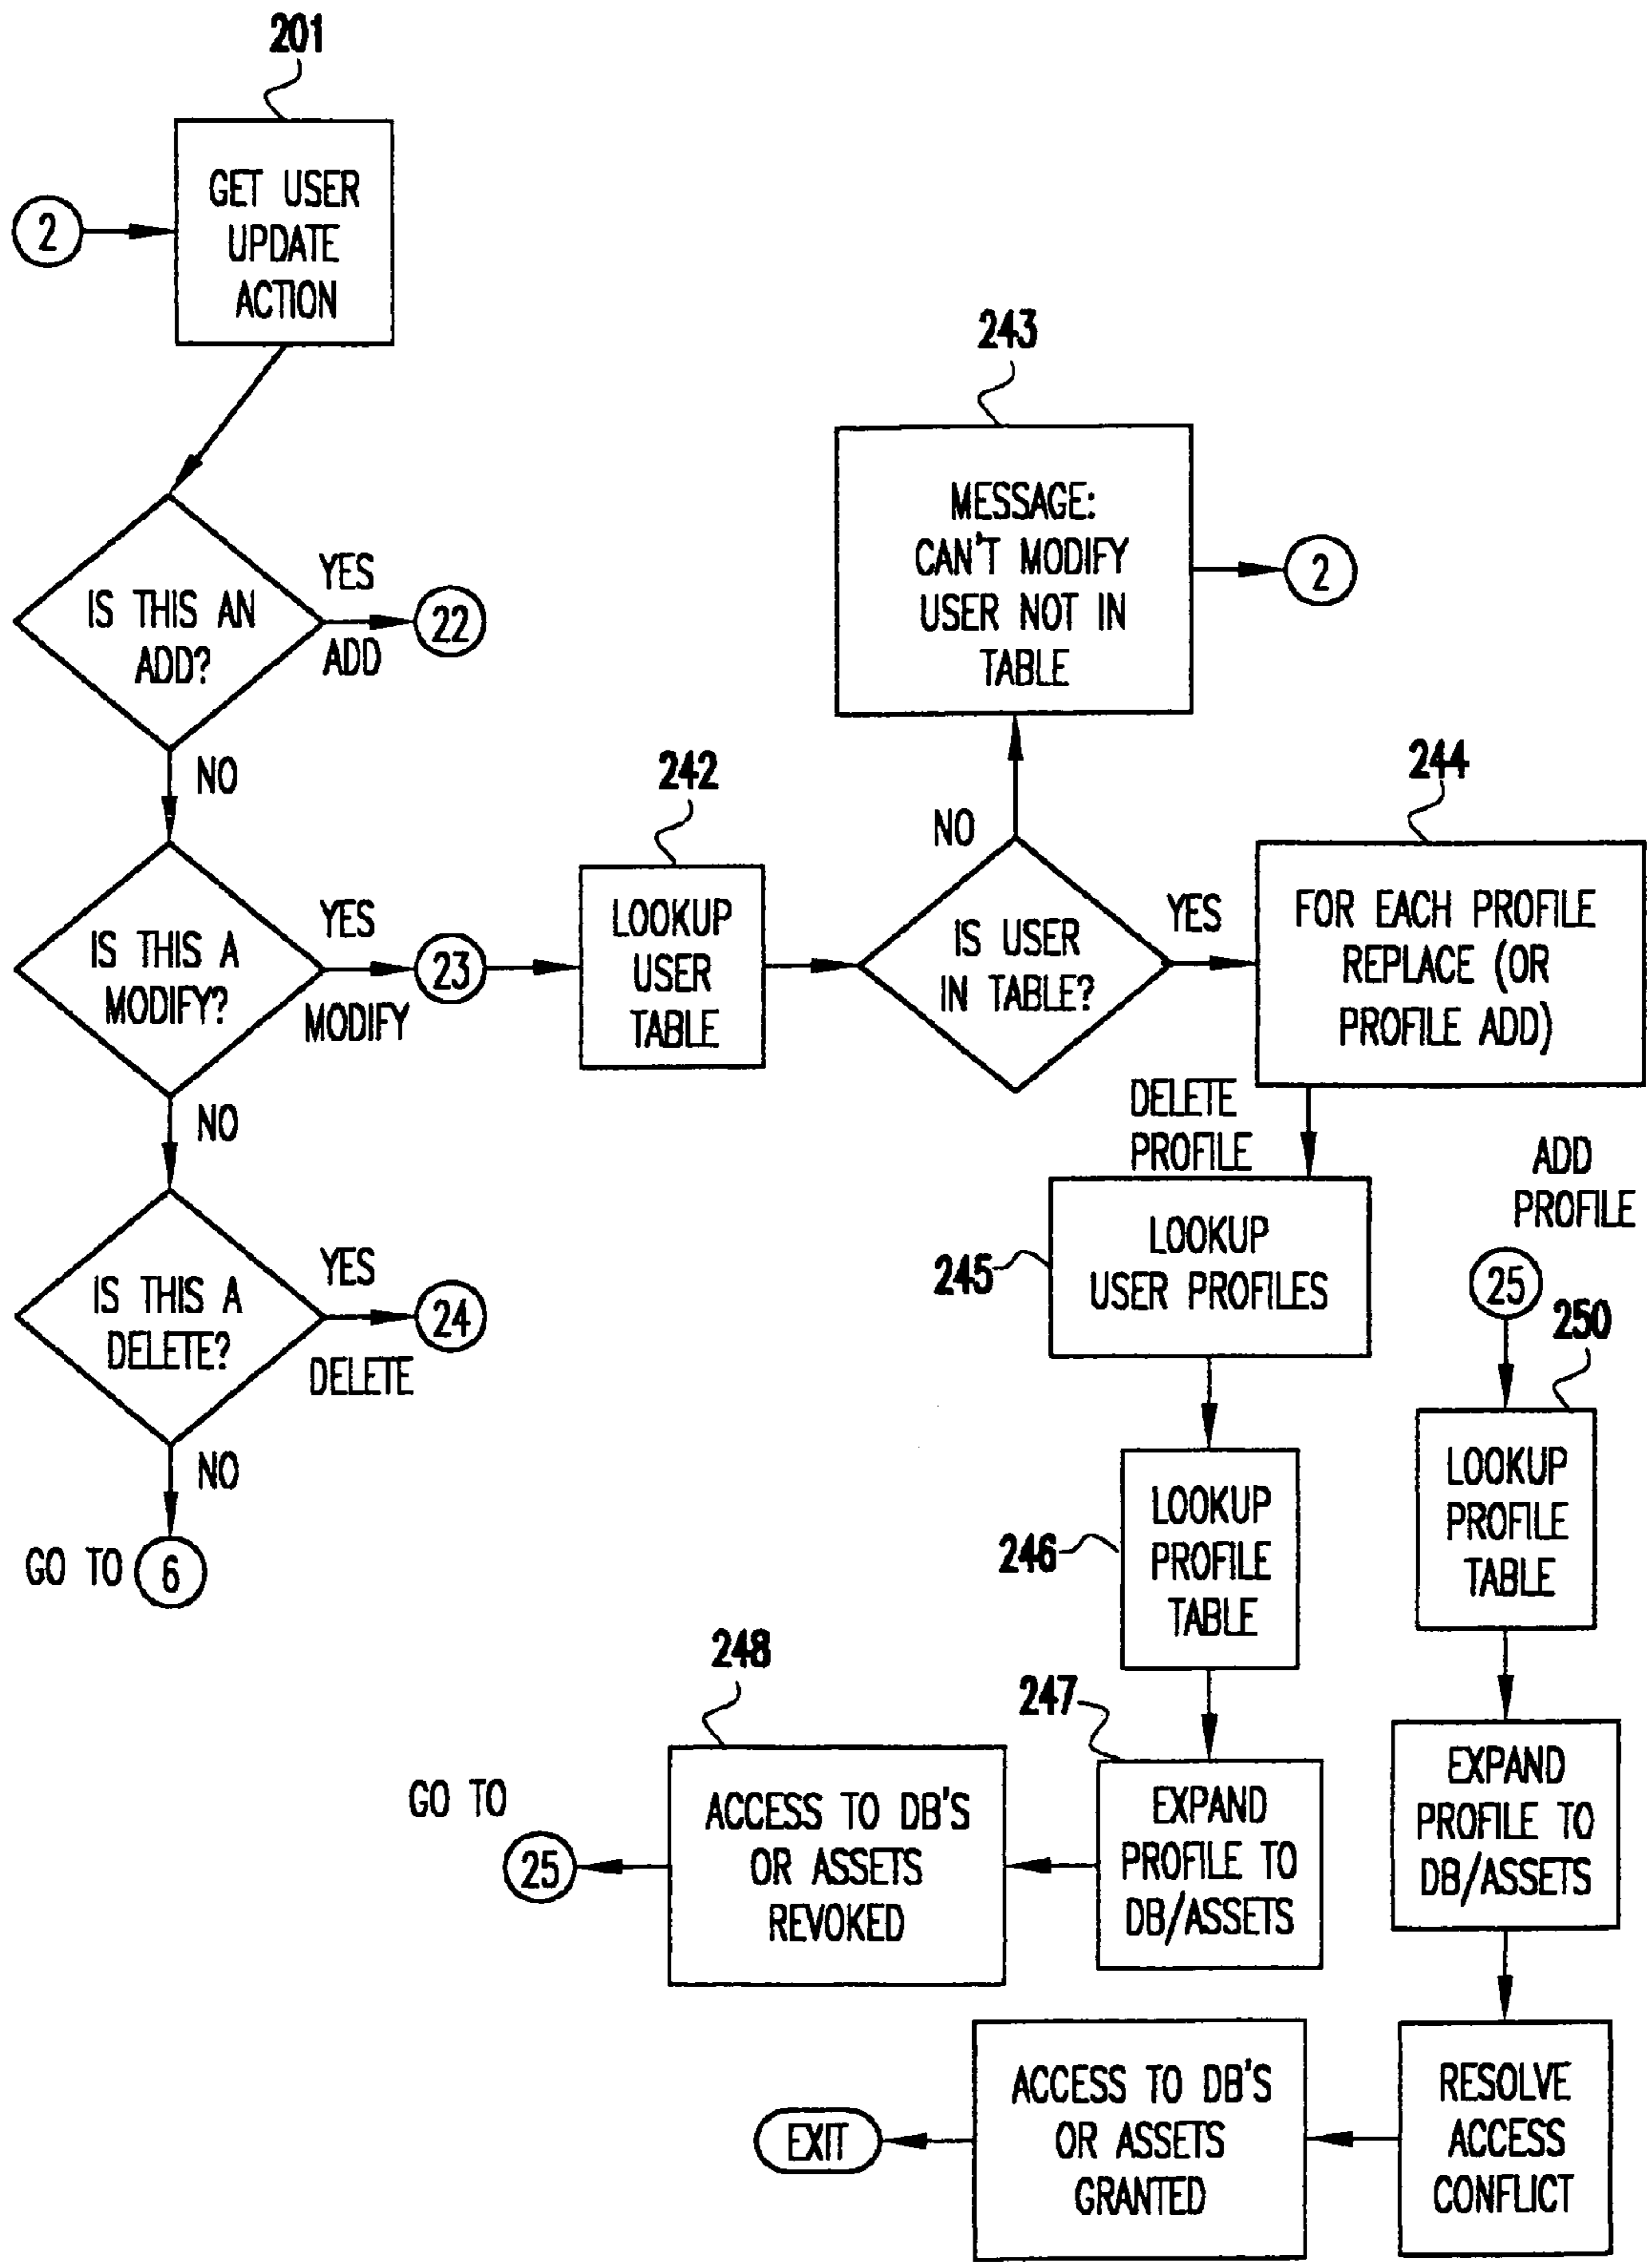 201
GET USER
UPDATE
ACTION
2
IS THIS AN
ADD?
YES
ADD
22
NO
IS THIS A
MODIFY?
YES
MODIFY
23
NO
IS THIS A
DELETE?
YES
DELETE
24
NO
GO TO 6
242
LOOKUP
USER
TABLE
IS USER
IN TABLE?
NO
243
MESSAGE:
CAN'T MODIFY
USER NOT IN
TABLE
2
YES
244
FOR EACH PROFILE
REPLACE (OR
PROFILE ADD)
DELETE
PROFILE
245
LOOKUP
USER PROFILES
246
LOOKUP
PROFILE
TABLE
247
EXPAND
PROFILE TO
DB/ASSETS
248
ACCESS TO DB'S
OR ASSETS
REVOKED
GO TO
25
ADD
PROFILE
25
250
LOOKUP
PROFILE
TABLE
EXPAND
PROFILE TO
DB/ASSETS
RESOLVE
ACCESS
CONFLICT
ACCESS TO DB'S
OR ASSETS
GRANTED
EXIT